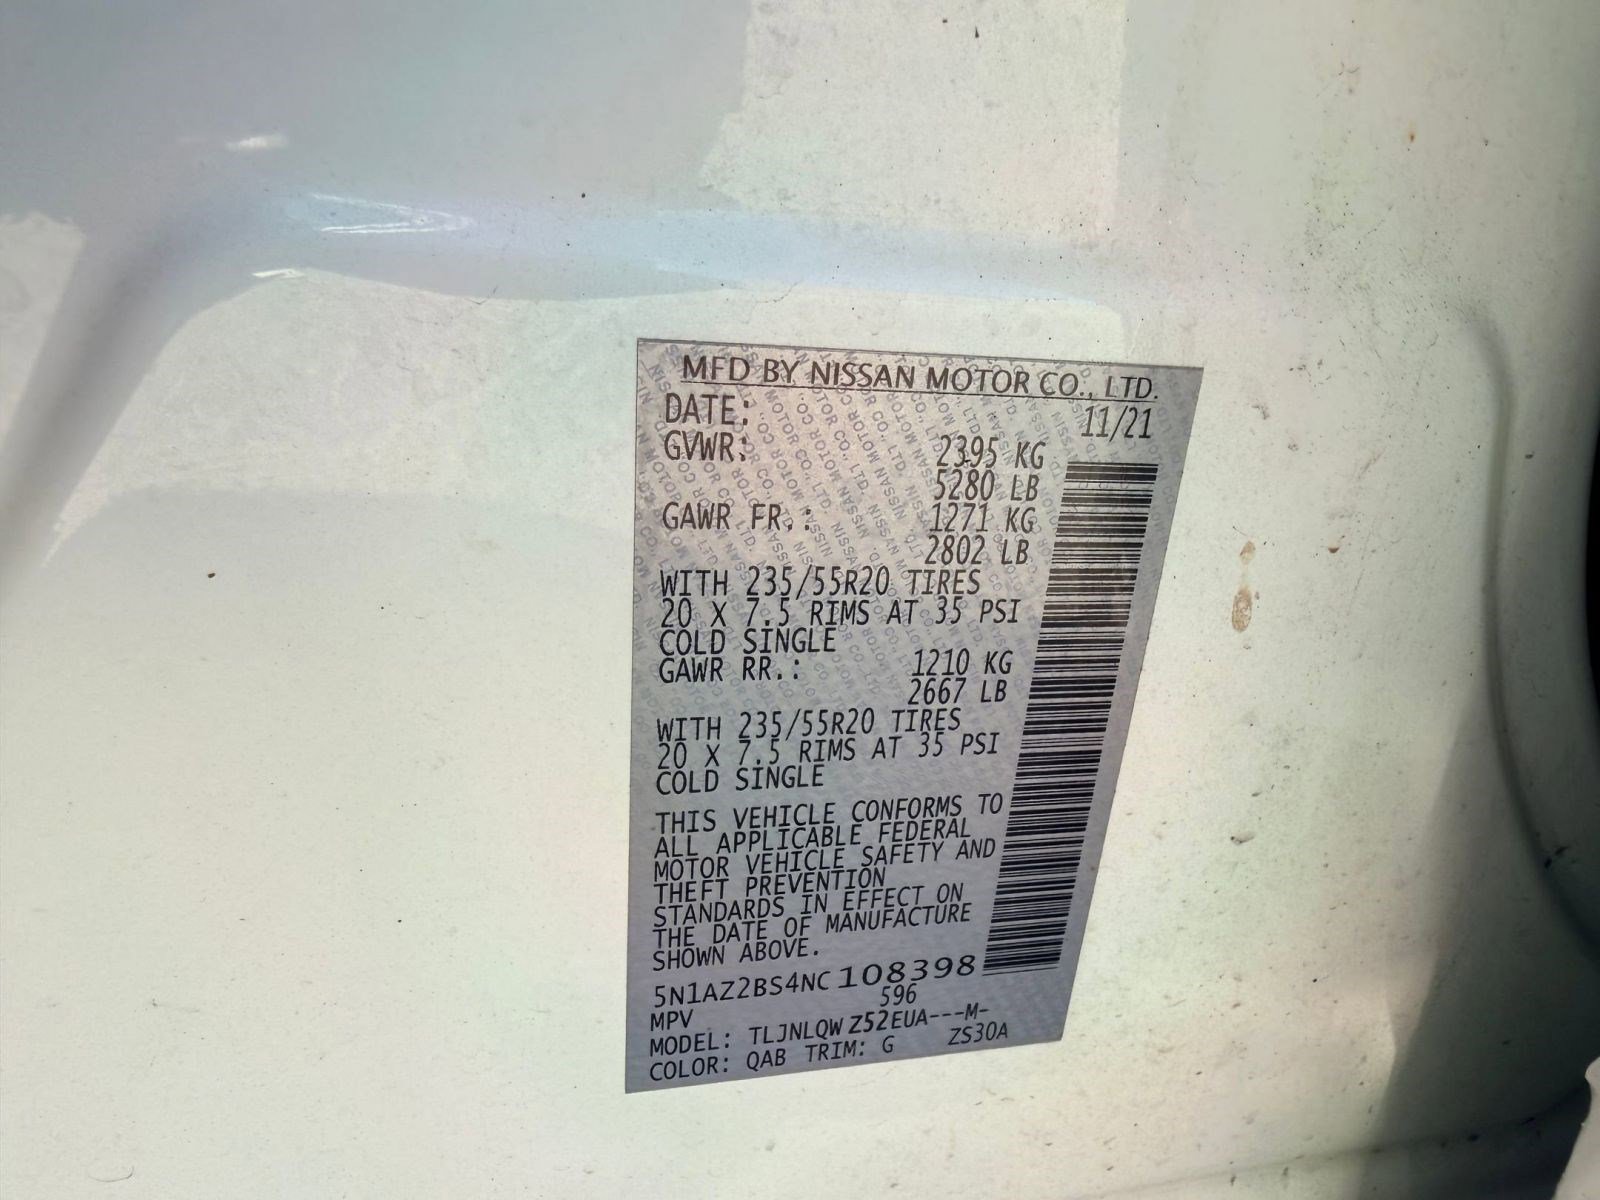 MFD BY NISSAN MOTOR CO., LTD.
DATE: 11/21
GVWR: 2395 KG
5280 LB
GAWR FR.: 1271 KG
2802 LB
WITH 235/55R20 TIRES
20 X 7.5 RIMS AT 35 PSI
COLD SINGLE
GAWR RR.: 1210 KG
2667 LB
WITH 235/55R20 TIRES
20 X 7.5 RIMS AT 35 PSI
COLD SINGLE
THIS VEHICLE CONFORMS TO
ALL APPLICABLE FEDERAL
MOTOR VEHICLE SAFETY AND
THEFT PREVENTION
STANDARDS IN EFFECT ON
THE DATE OF MANUFACTURE
SHOWN ABOVE.
5N1AZ2BS4NC108398
MPV 596
MODEL: TLJNLQWZ52EUA---M-
COLOR: QAB TRIM: G ZS30A